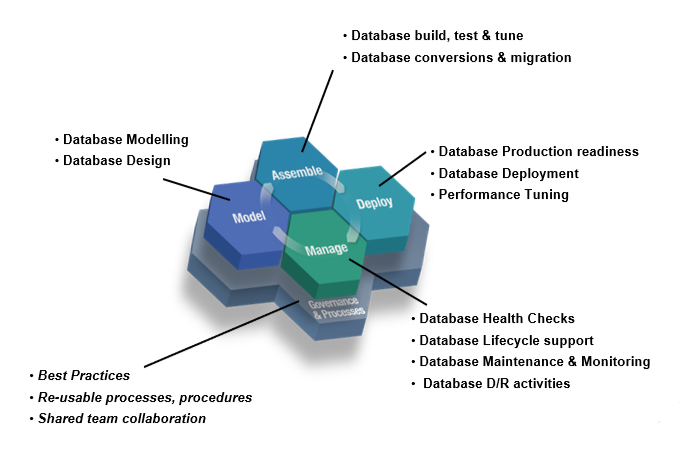 • Database build, test & tune
• Database conversions & migration
• Database Modelling
• Database Design
Assemble
• Database Production readiness
• Database Deployment
• Performance Tuning
Model
Deploy
Manage
Governance
& Processes
• Database Health Checks
• Database Lifecycle support
• Database Maintenance & Monitoring
• Database D/R activities
• Best Practices
• Re-usable processes, procedures
• Shared team collaboration